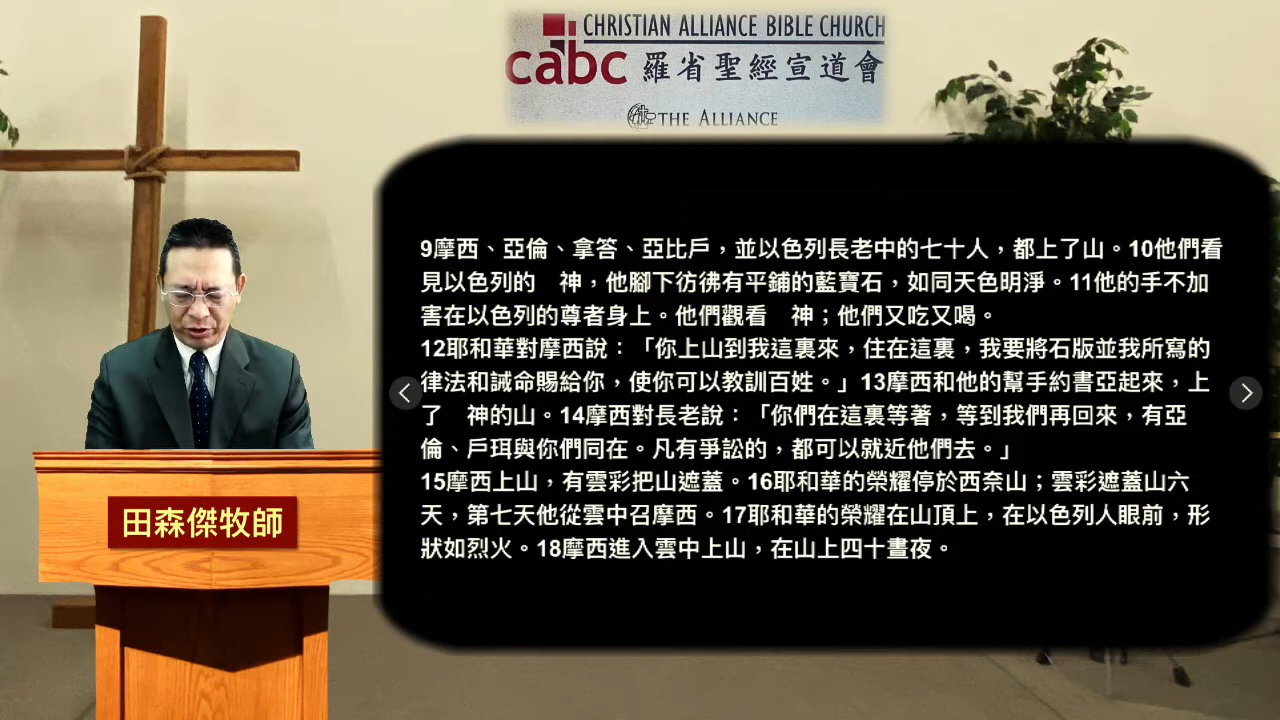 CHRISTIAN ALLIANCE BIBLE CHURCH
cabc 羅省聖經宣道會
THE ALLIANCE
9摩西、亞倫、拿答、亞比戶，並以色列長老中的七十人，都上了山。10他們看
見以色列的　神，他腳下彷彿有平鋪的藍寶石，如同天色明淨。11他的手不加
害在以色列的尊者身上。他們觀看　神；他們又吃又喝。
12耶和華對摩西說：「你上山到我這裏來，住在這裏，我要將石版並我所寫的
律法和誡命賜給你，使你可以教訓百姓。」13摩西和他的幫手約書亞起來，上
了　神的山。14摩西對長老說：「你們在這裏等著，等到我們再回來，有亞
倫、戶珥與你們同在。凡有爭訟的，都可以就近他們去。」
15摩西上山，有雲彩把山遮蓋。16耶和華的榮耀停於西奈山；雲彩遮蓋山六
天，第七天他從雲中召摩西。17耶和華的榮耀在山頂上，在以色列人眼前，形
狀如烈火。18摩西進入雲中上山，在山上四十晝夜。
田森傑牧師